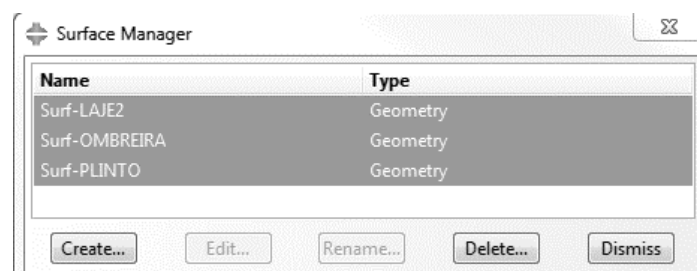 Surface Manager
Name Type
Surf-LAJE2 Geometry
Surf-OMBREIRA Geometry
Surf-PLINTO Geometry
Create... Edit... Rename... Delete... Dismiss